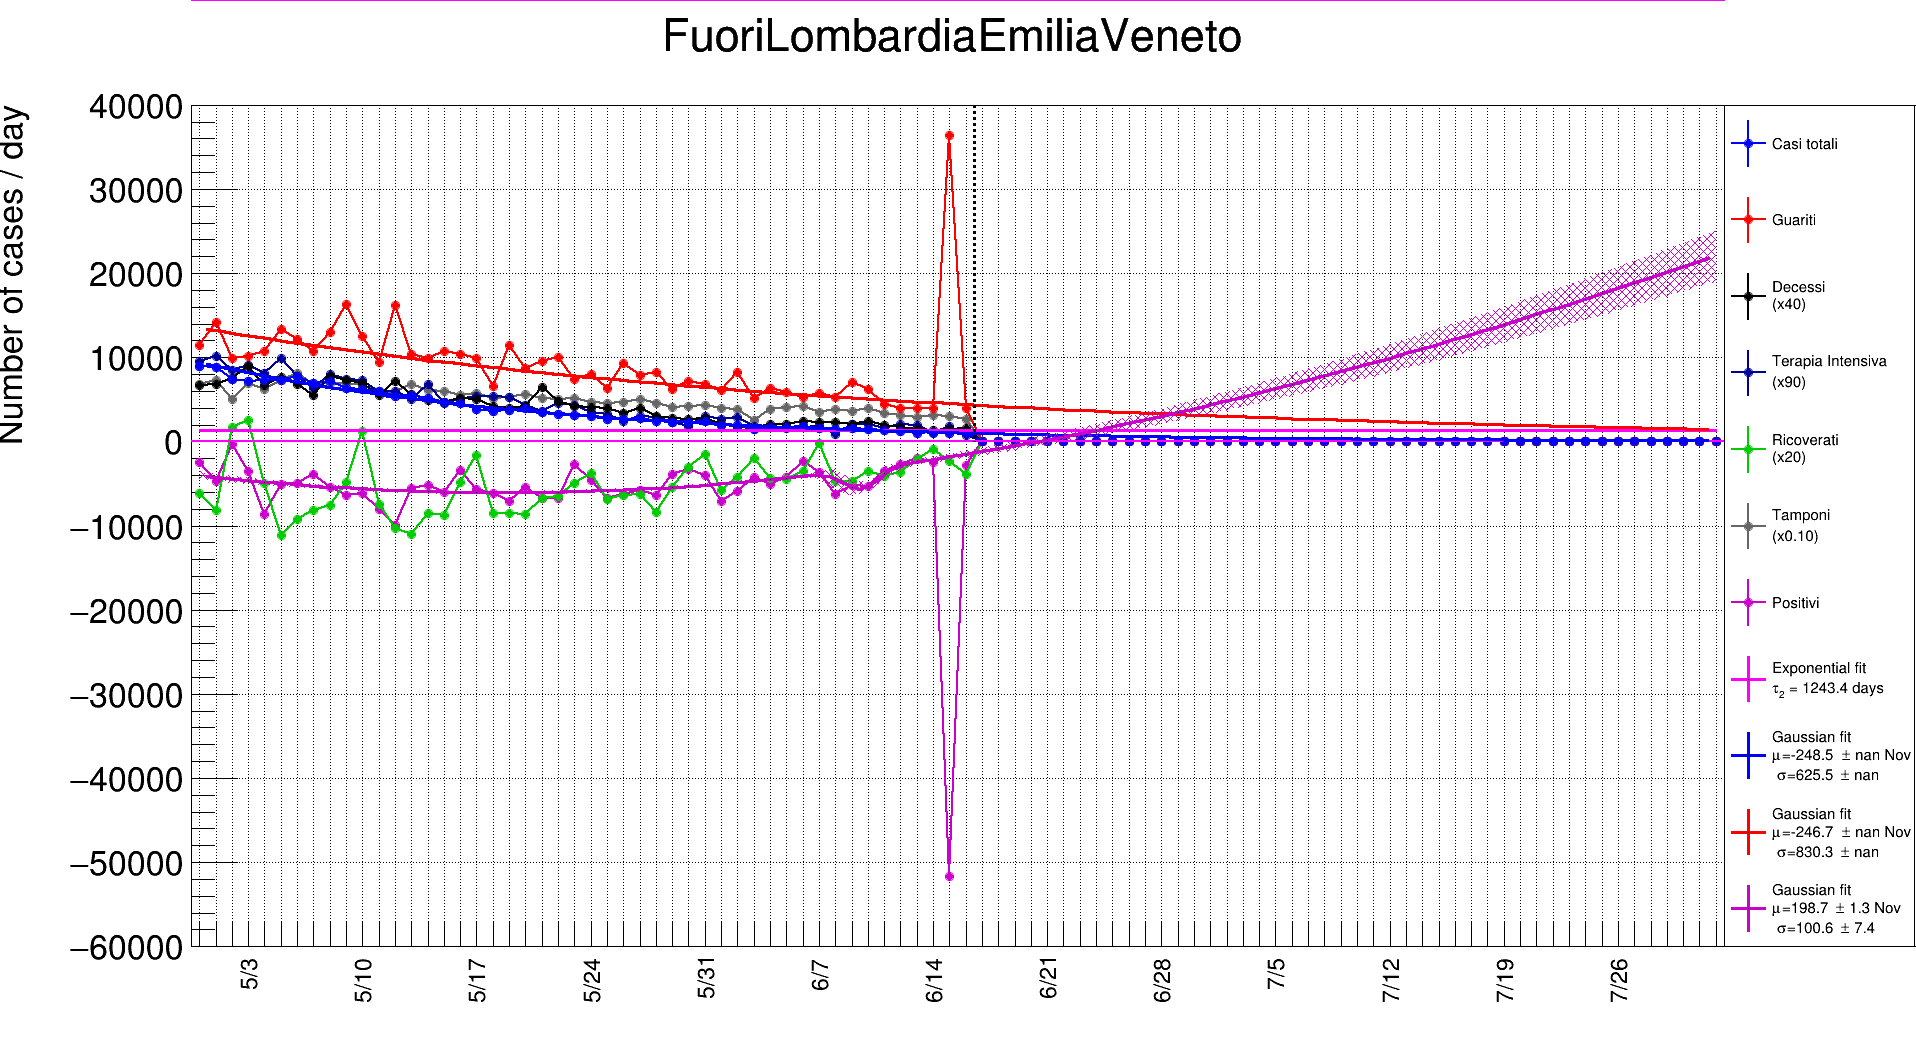 FuoriLombardiaEmiliaVeneto
Number of cases / day
40000
30000
20000
10000
0
−10000
−20000
−30000
−40000
−50000
−60000
5/3
5/10
5/17
5/24
5/31
6/7
6/14
6/21
6/28
7/5
7/12
7/19
7/26
Casi totali
Guariti
Decessi
(x40)
Terapia Intensiva
(x90)
Ricoverati
(x20)
Tamponi
(x0.10)
Positivi
Exponential fit
τ2 = 1243.4 days
Gaussian fit
μ=-248.5 ± nan Nov
σ=625.5 ± nan
Gaussian fit
μ=-246.7 ± nan Nov
σ=830.3 ± nan
Gaussian fit
μ=198.7 ± 1.3 Nov
σ=100.6 ± 7.4